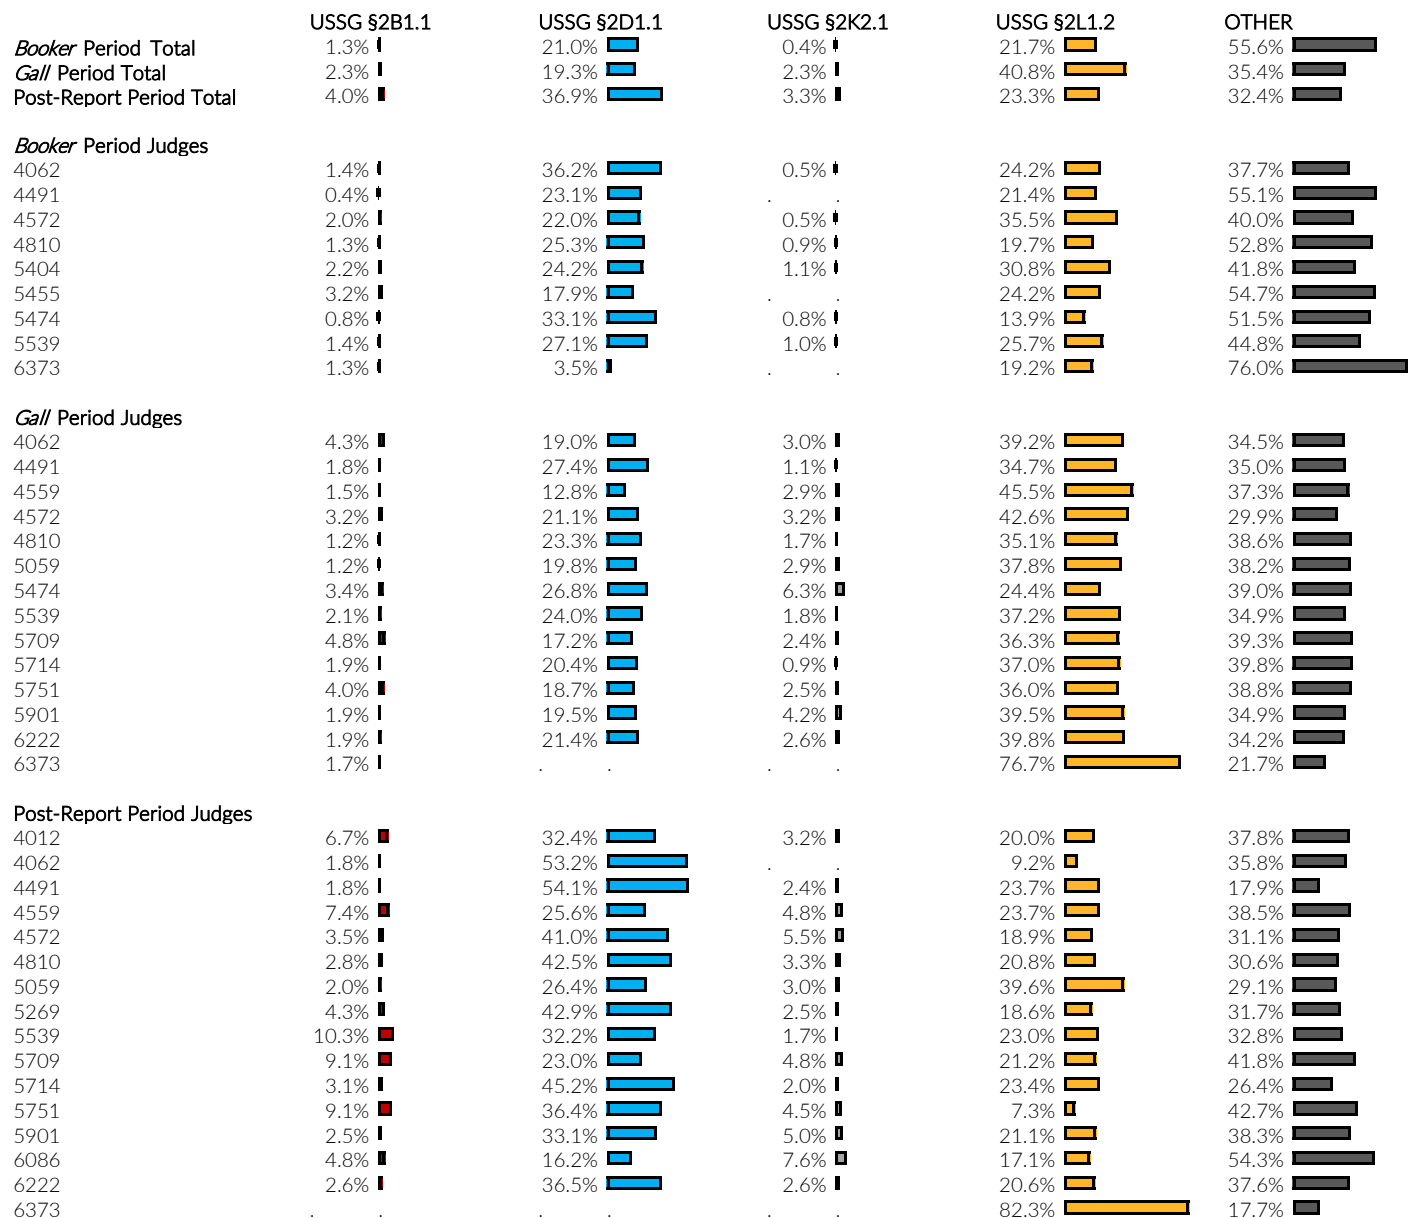 USSG §2B1.1 USSG §2D1.1 USSG §2K2.1 USSG §2L1.2 OTHER
Booker Period Total 1.3% 21.0% 0.4% 21.7% 55.6%
Gall Period Total 2.3% 19.3% 2.3% 40.8% 35.4%
Post-Report Period Total 4.0% 36.9% 3.3% 23.3% 32.4%
Booker Period Judges
4062 1.4% 36.2% 0.5% 24.2% 37.7%
4491 0.4% 23.1% . . 21.4% 55.1%
4572 2.0% 22.0% 0.5% 35.5% 40.0%
4810 1.3% 25.3% 0.9% 19.7% 52.8%
5404 2.2% 24.2% 1.1% 30.8% 41.8%
5455 3.2% 17.9% . . 24.2% 54.7%
5474 0.8% 33.1% 0.8% 13.9% 51.5%
5539 1.4% 27.1% 1.0% 25.7% 44.8%
6373 1.3% 3.5% . . 19.2% 76.0%
Gall Period Judges
4062 4.3% 19.0% 3.0% 39.2% 34.5%
4491 1.8% 27.4% 1.1% 34.7% 35.0%
4559 1.5% 12.8% 2.9% 45.5% 37.3%
4572 3.2% 21.1% 3.2% 42.6% 29.9%
4810 1.2% 23.3% 1.7% 35.1% 38.6%
5059 1.2% 19.8% 2.9% 37.8% 38.2%
5474 3.4% 26.8% 6.3% 24.4% 39.0%
5539 2.1% 24.0% 1.8% 37.2% 34.9%
5709 4.8% 17.2% 2.4% 36.3% 39.3%
5714 1.9% 20.4% 0.9% 37.0% 39.8%
5751 4.0% 18.7% 2.5% 36.0% 38.8%
5901 1.9% 19.5% 4.2% 39.5% 34.9%
6222 1.9% 21.4% 2.6% 39.8% 34.2%
6373 1.7% . . . . 76.7% 21.7%
Post-Report Period Judges
4012 6.7% 32.4% 3.2% 20.0% 37.8%
4062 1.8% 53.2% . . 9.2% 35.8%
4491 1.8% 54.1% 2.4% 23.7% 17.9%
4559 7.4% 25.6% 4.8% 23.7% 38.5%
4572 3.5% 41.0% 5.5% 18.9% 31.1%
4810 2.8% 42.5% 3.3% 20.8% 30.6%
5059 2.0% 26.4% 3.0% 39.6% 29.1%
5269 4.3% 42.9% 2.5% 18.6% 31.7%
5539 10.3% 32.2% 1.7% 23.0% 32.8%
5709 9.1% 23.0% 4.8% 21.2% 41.8%
5714 3.1% 45.2% 2.0% 23.4% 26.4%
5751 9.1% 36.4% 4.5% 7.3% 42.7%
5901 2.5% 33.1% 5.0% 21.1% 38.3%
6086 4.8% 16.2% 7.6% 17.1% 54.3%
6222 2.6% 36.5% 2.6% 20.6% 37.6%
6373 . . . . . . 82.3% 17.7%